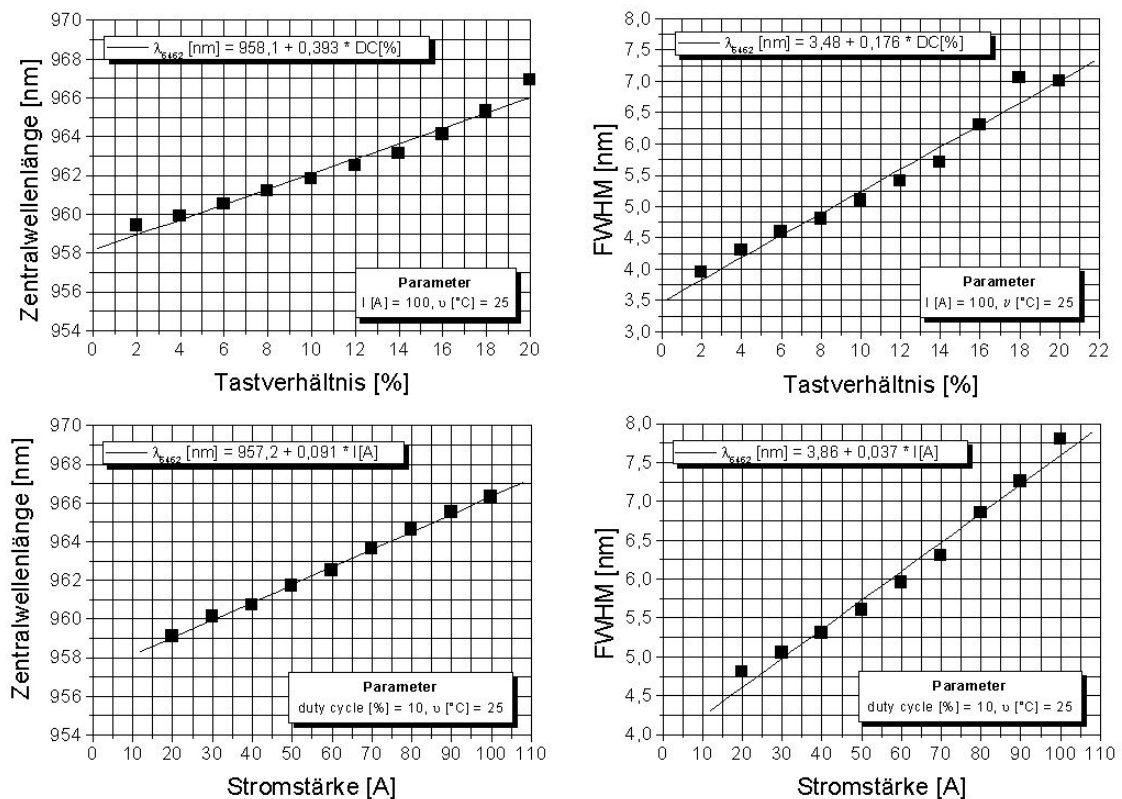 λ₅₄₆₂ [nm] = 958,1 + 0,393 * DC[%]
Zentralwellenlänge [nm]
970
968
966
964
962
960
958
956
954
Parameter
I [A] = 100, υ [°C] = 25
0 2 4 6 8 10 12 14 16 18 20
Tastverhältnis [%]
λ₅₄₆₂ [nm] = 3,48 + 0,176 * DC[%]
FWHM [nm]
8,0
7,5
7,0
6,5
6,0
5,5
5,0
4,5
4,0
3,5
3,0
Parameter
I [A] = 100, ν [°C] = 25
0 2 4 6 8 10 12 14 16 18 20 22
Tastverhältnis [%]
λ₅₄₆₂ [nm] = 957,2 + 0,091 * I[A]
Zentralwellenlänge [nm]
970
968
966
964
962
960
958
956
954
Parameter
duty cycle [%] = 10, υ [°C] = 25
0 10 20 30 40 50 60 70 80 90 100 110
Stromstärke [A]
λ₅₄₆₂ [nm] = 3,86 + 0,037 * I[A]
FWHM [nm]
8,0
7,5
7,0
6,5
6,0
5,5
5,0
4,5
4,0
Parameter
duty cycle [%] = 10, υ [°C] = 25
0 10 20 30 40 50 60 70 80 90 100 110
Stromstärke [A]